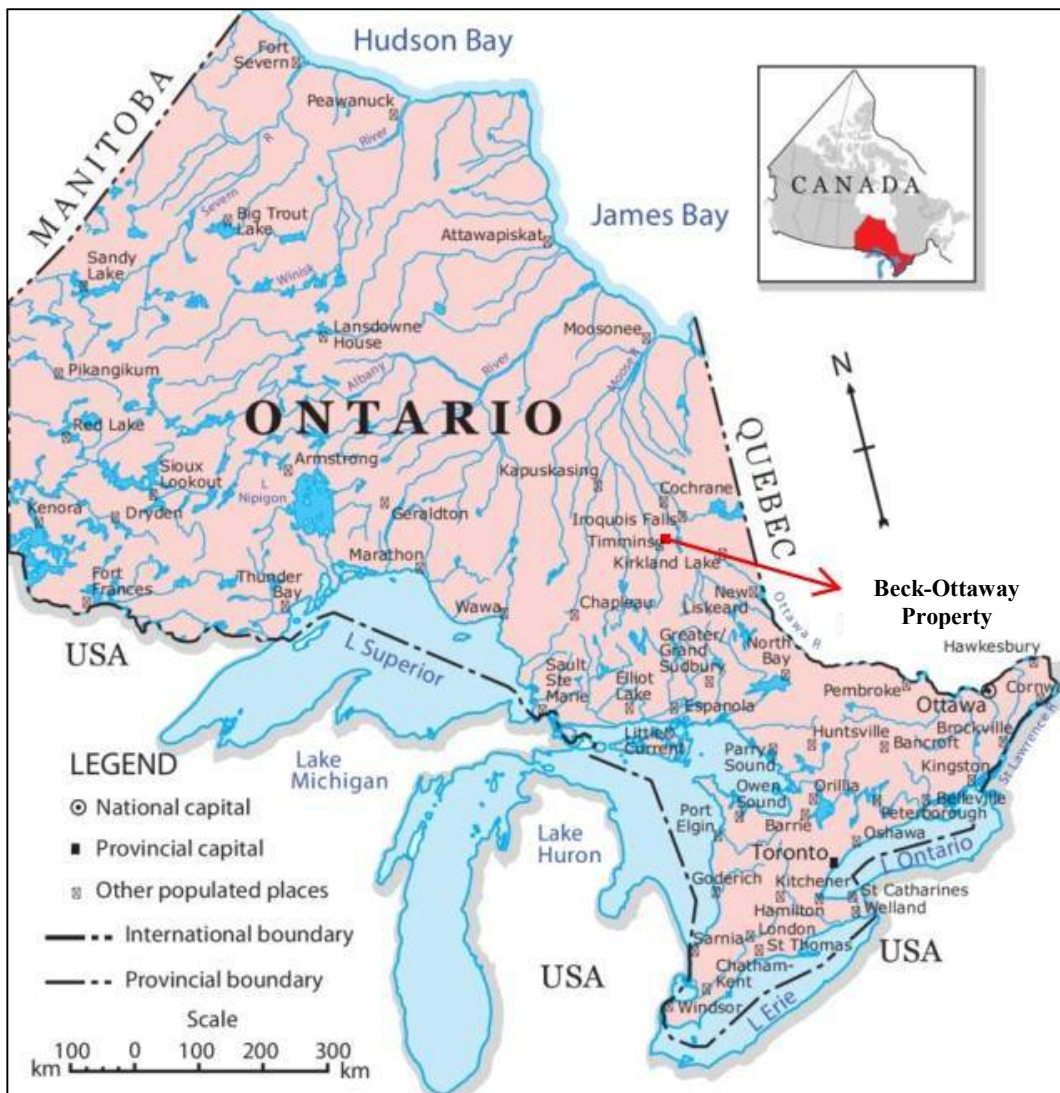 Hudson Bay
Fort
Severn
Peawanuck
MANITOBA
R
River
Severn
Big Trout
Lake
James Bay
CANADA
Attawapiskat
Sandy
Lake
Winisk
Lansdowne
House
Moosonee
River
Moose R
Pikangikum
Albany
N
ONTARIO
QUEBEC
Red Lake
Armstrong
Kapuskasing
Sioux
Lookout
L
Nipigon
Cochrane
Kenora
Dryden
Geraldton
Iroquois Falls
Timmins
Marathon
Kirkland Lake
Fort
Frances
Thunder
Bay
Wawa
Chapleau
New
Liskeard
Ottawa R
Beck-Ottaway
Property
USA
L Superior
Greater/
Grand
Sudbury
North
Bay
Hawkesbury
Sault
Ste
Marie
Elliot
Lake
Espanola
Pembroke
Ottawa
Cornw
Brockville
St Lawrence R
Little
Current
Huntsville
Bancroft
Parry
Sound
Kingston
LEGEND
Lake
Michigan
Owen
Sound
Orillia
Belleville
Peterborough
National capital
Port
Elgin
Barrie
Lake
Huron
Oshawa
Provincial capital
Toronto
L Ontario
Other populated places
Goderich
Kitchener
St Catharines
Hamilton
Welland
International boundary
London
Sarnia
St Thomas
USA
USA
Provincial boundary
Chatham-
Kent
Windsor
L Erie
Scale
100 0 100 200 300
km km